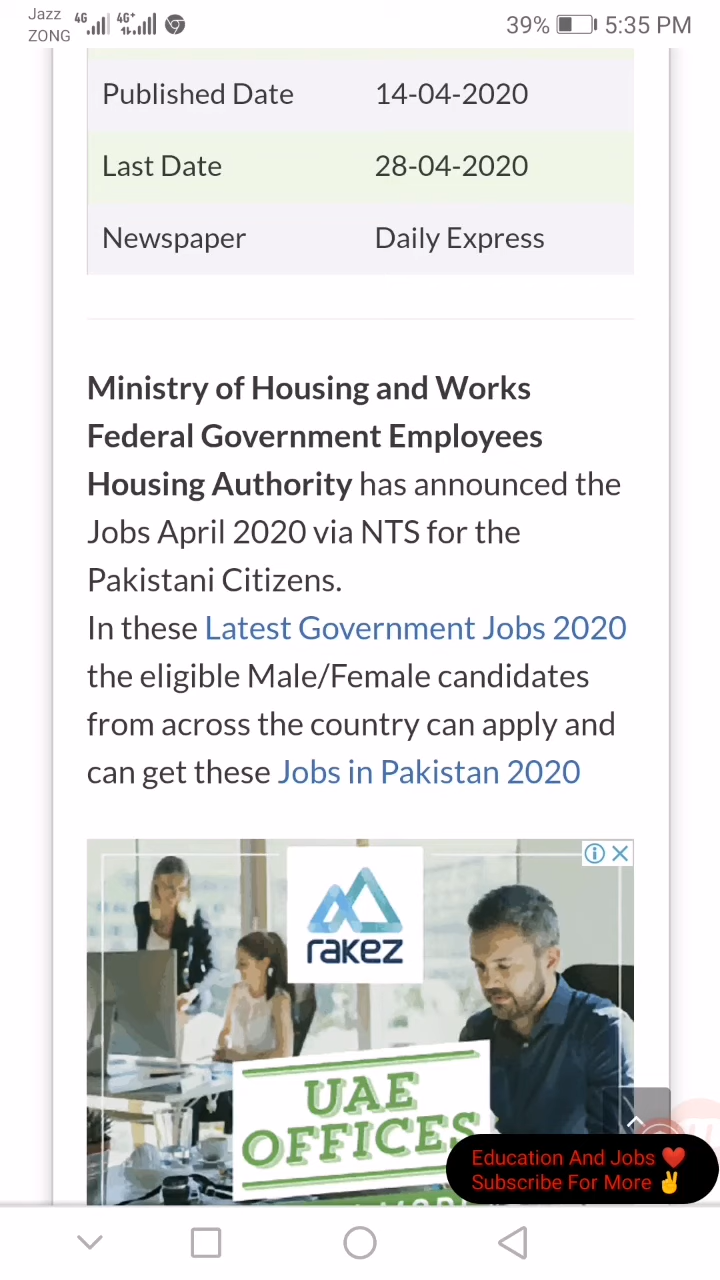 Jazz 4G 4G+
ZONG
39% 5:35 PM
Published Date 14-04-2020
Last Date 28-04-2020
Newspaper Daily Express
Ministry of Housing and Works
Federal Government Employees
Housing Authority has announced the
Jobs April 2020 via NTS for the
Pakistani Citizens.
In these Latest Government Jobs 2020
the eligible Male/Female candidates
from across the country can apply and
can get these Jobs in Pakistan 2020
rakez
UAE
OFFICES
Education And Jobs ❤️
Subscribe For More ✌️